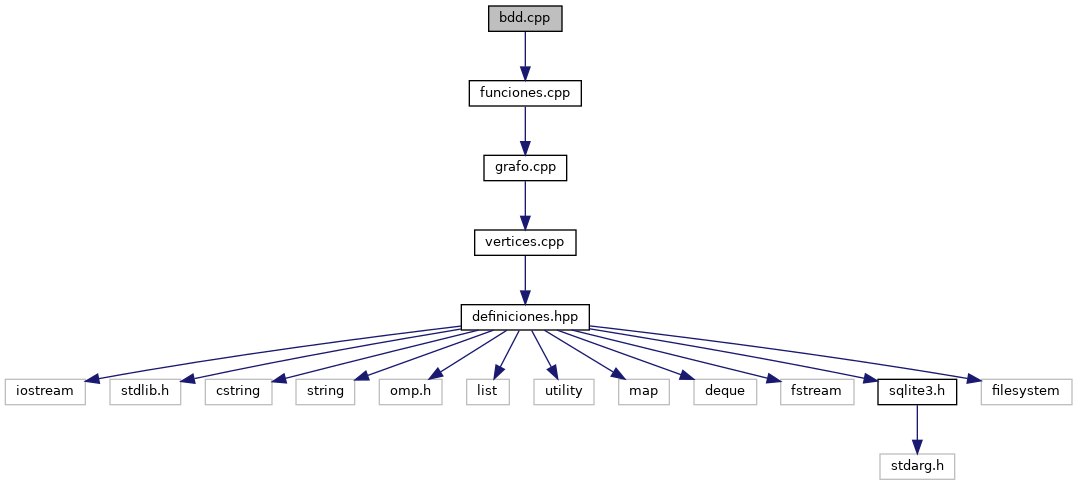 bdd.cpp
funciones.cpp
grafo.cpp
vertices.cpp
definiciones.hpp
iostream
stdlib.h
cstring
string
omp.h
list
utility
map
deque
fstream
sqlite3.h
filesystem
stdarg.h